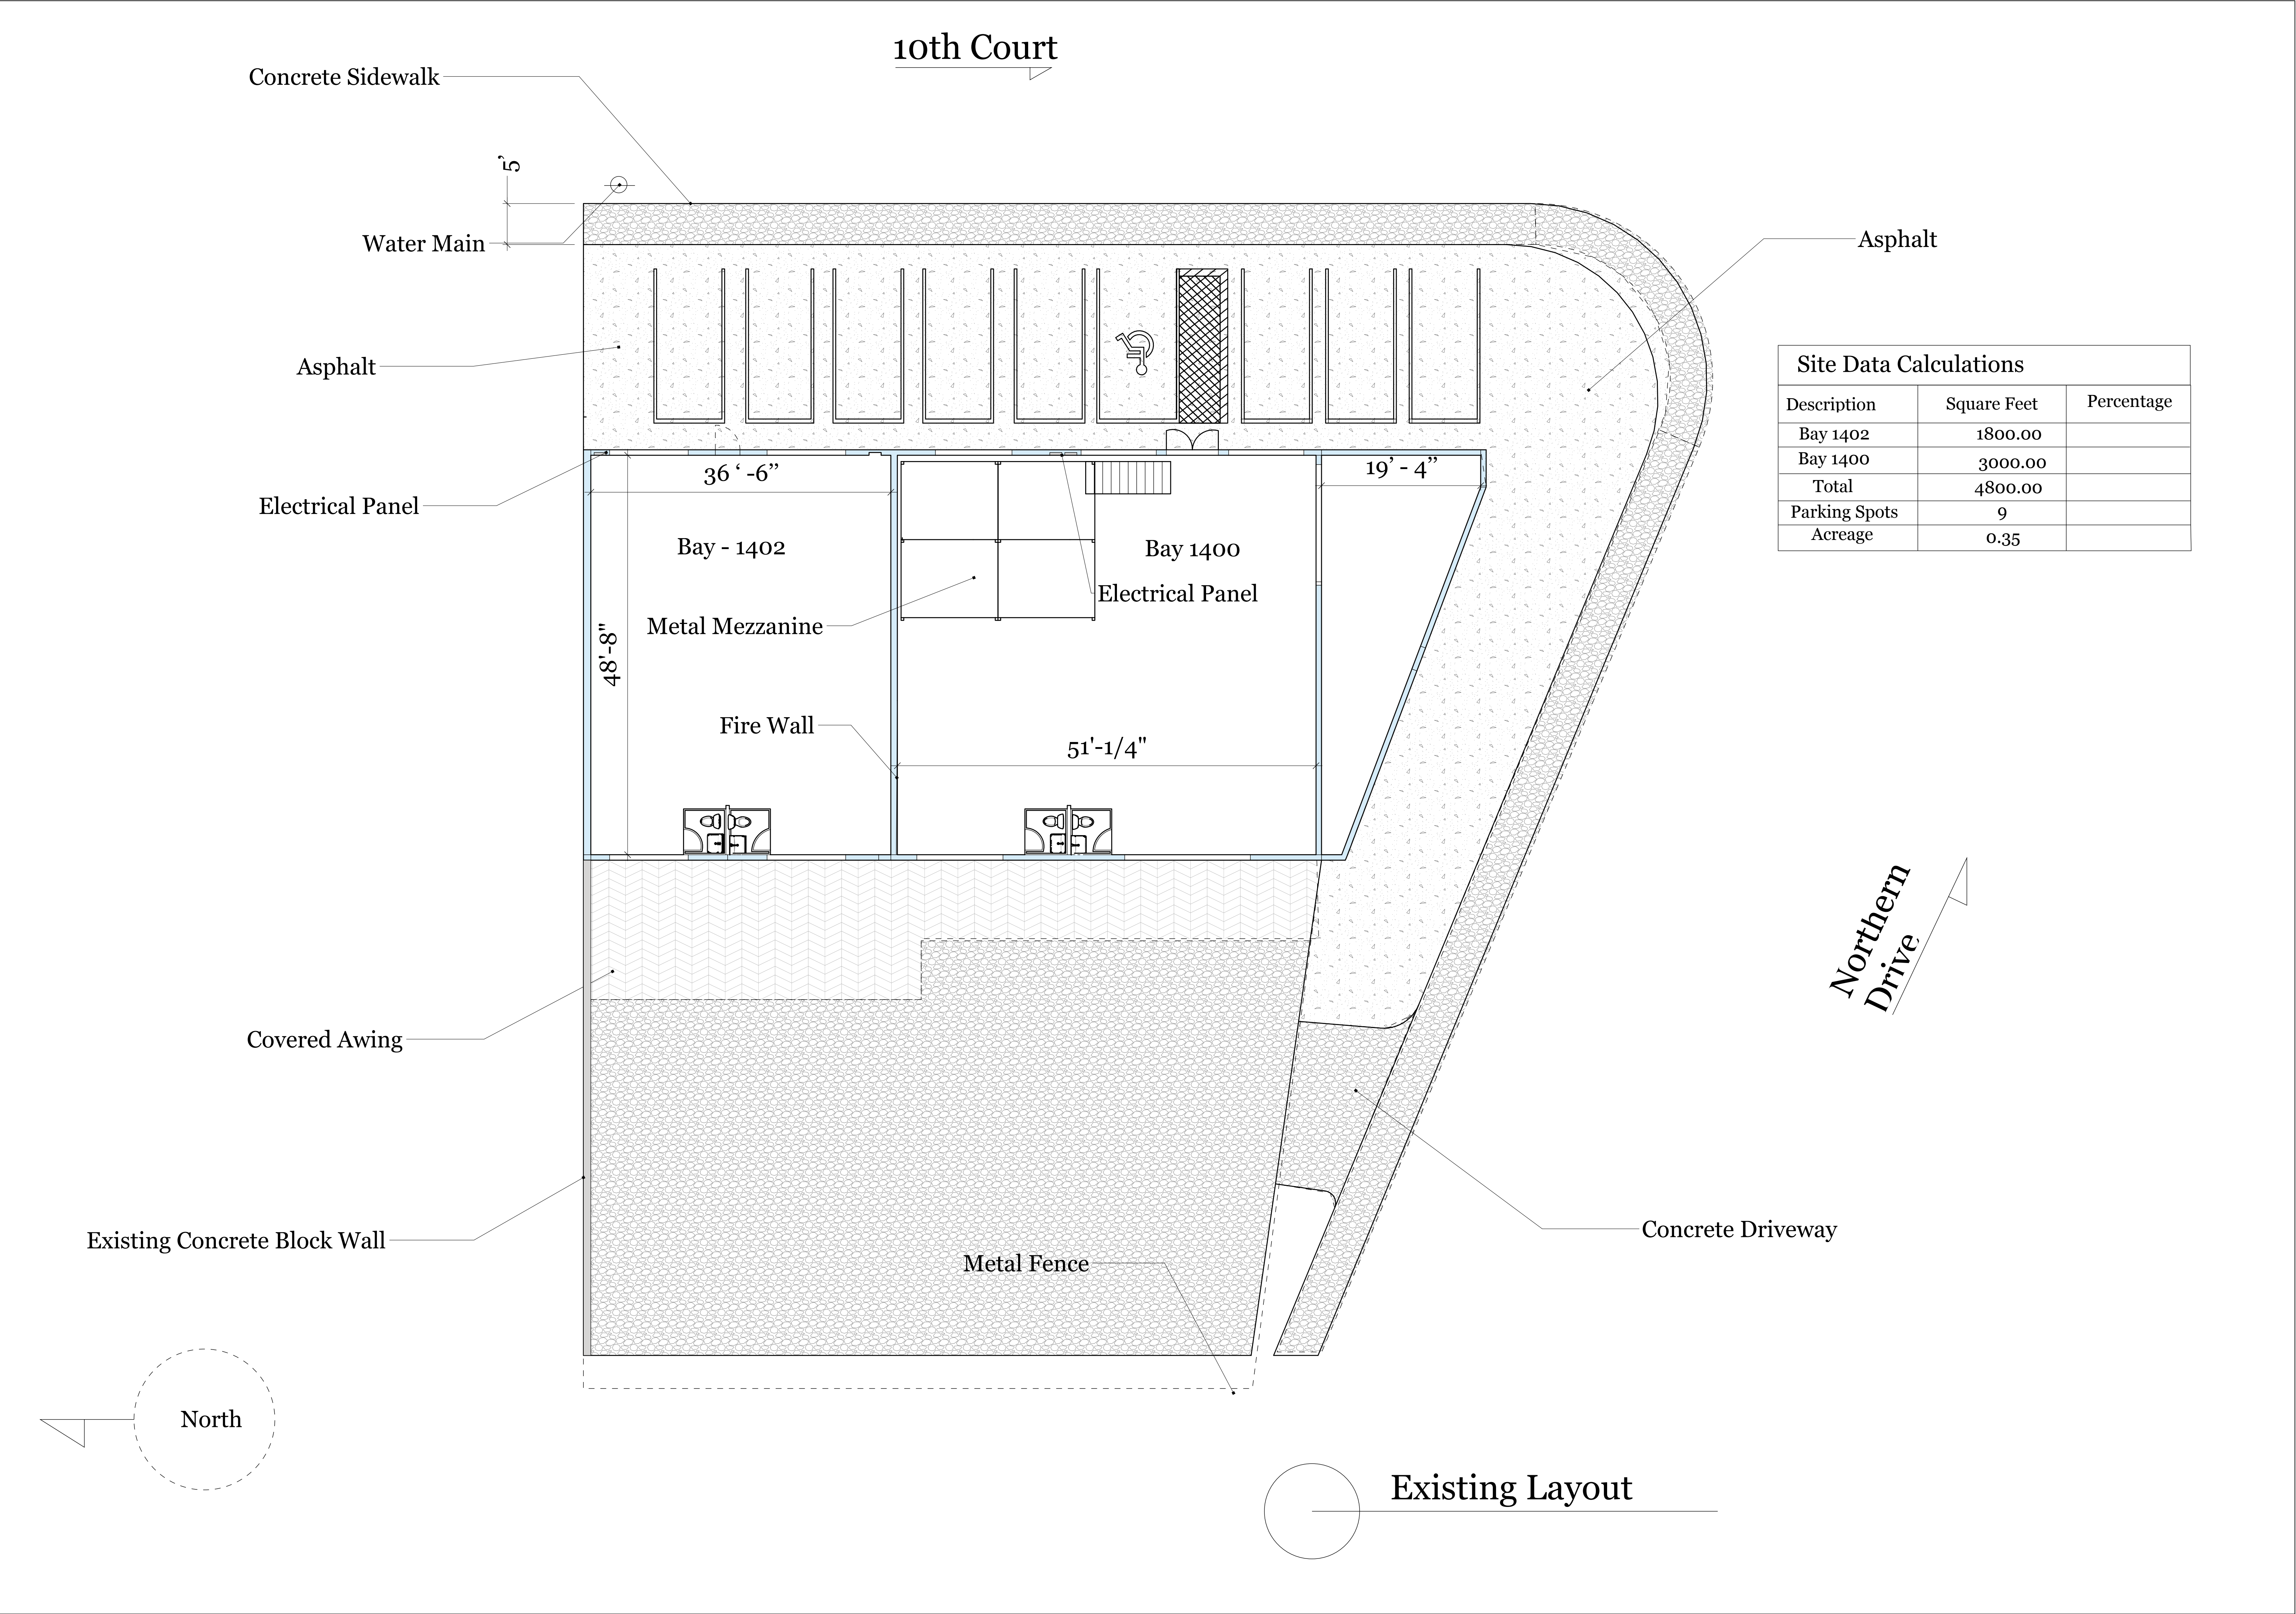 10th Court
Concrete Sidewalk
5’
Water Main
Asphalt
Asphalt
Site Data Calculations
Description Square Feet Percentage
Bay 1402 1800.00
Bay 1400 3000.00
Total 4800.00
Parking Spots 9
Acreage 0.35
36 ‘ -6”
19’ - 4”
Electrical Panel
Bay - 1402
Bay 1400
Electrical Panel
Metal Mezzanine
48'-8"
Fire Wall
51'-1/4"
Northern
Drive
Covered Awing
Existing Concrete Block Wall
Concrete Driveway
Metal Fence
North
Existing Layout